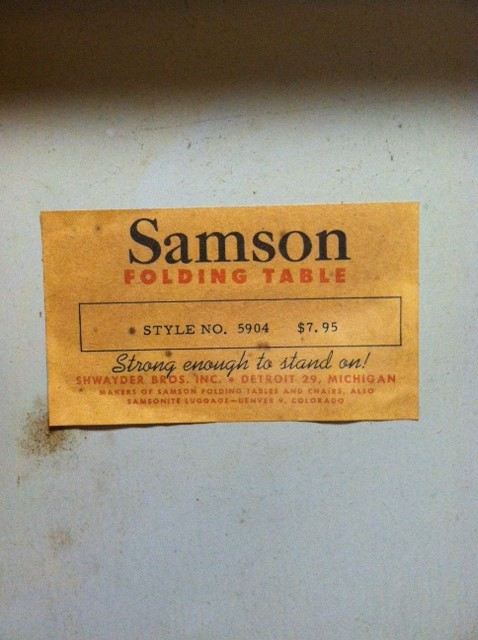 Samson
FOLDING TABLE
STYLE NO. 5904 $7.95
Strong enough to stand on!
SHWAYDER BROS. INC. • DETROIT 29, MICHIGAN
MAKERS OF SAMSON FOLDING TABLES AND CHAIRS, ALSO
SAMSONITE LUGGAGE—DENVER 9, COLORADO